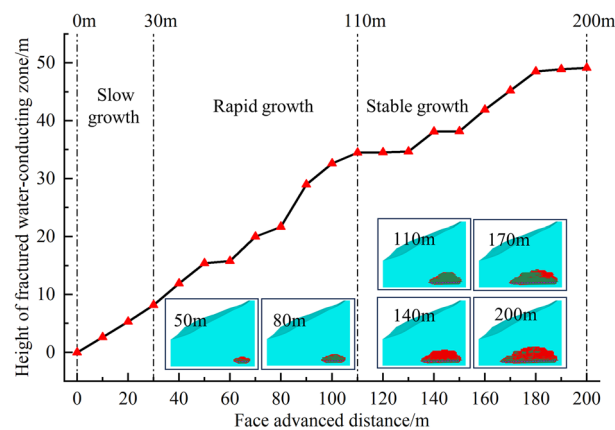 0m 30m 110m 200m
Height of fractured water-conducting zone/m
50
40
30
20
10
0
Slow
growth
Rapid growth
Stable growth
110m 170m
50m 80m 140m 200m
0 20 40 60 80 100 120 140 160 180 200
Face advanced distance/m